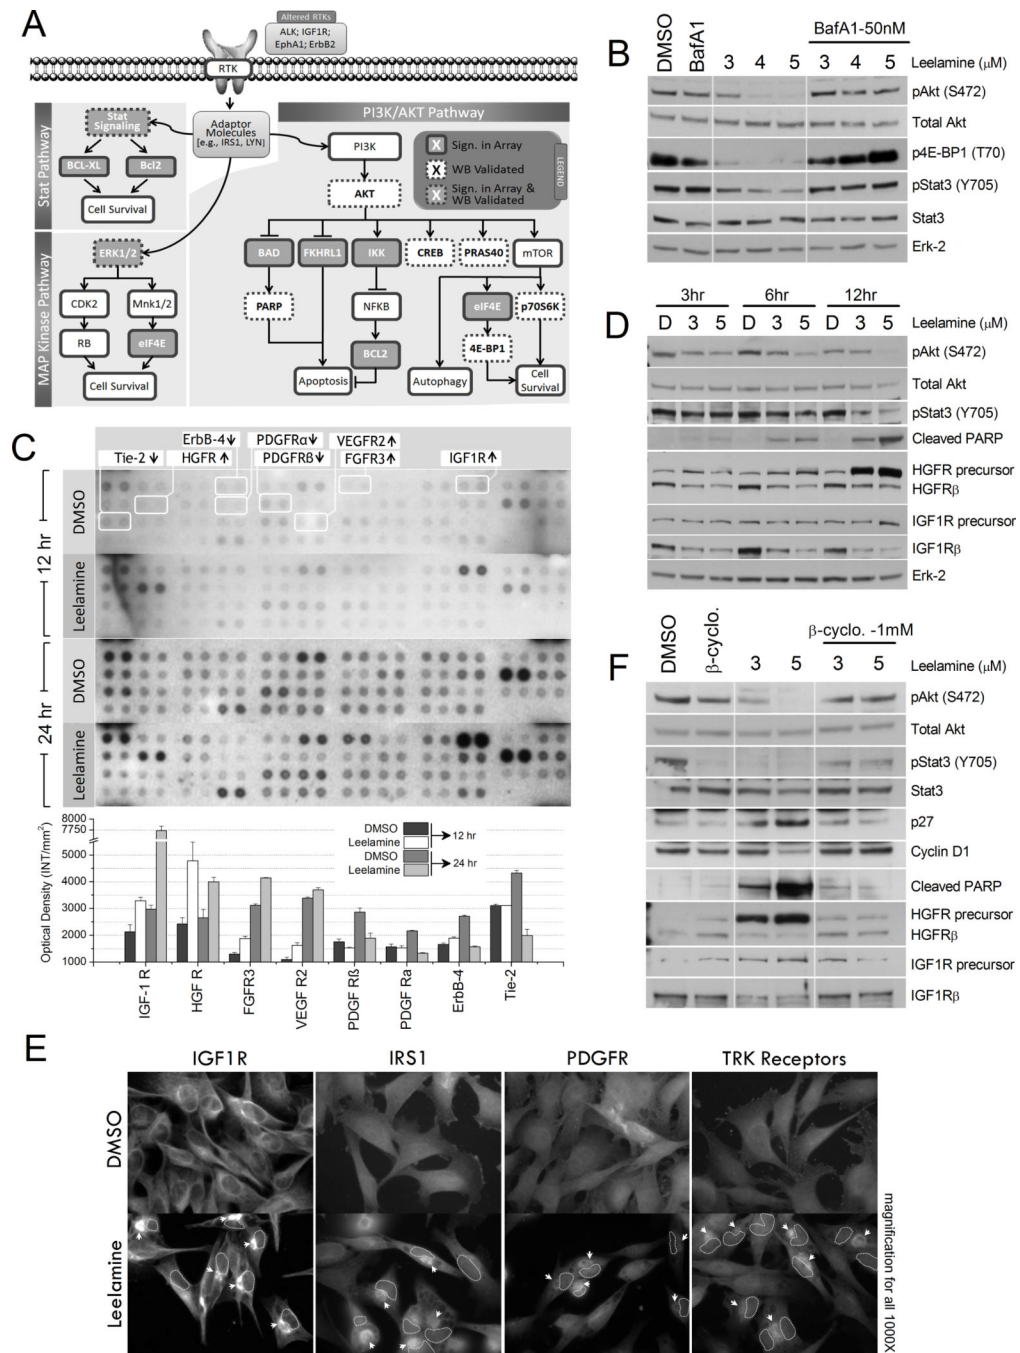 A
Altered RTKs
ALK; IGF1R;
EphA1; ErbB2
RTK
Stat Pathway
Stat
Signaling
BCL-XL
Bcl2
Cell Survival
Adaptor
Molecules
[e.g., IRS1, LYN]
MAP Kinase Pathway
ERK1/2
CDK2
Mnk1/2
RB
eIF4E
Cell Survival
PI3K/AKT Pathway
PI3K
AKT
X Sign. in Array
X WB Validated
X Sign. in Array &
WB Validated
LEGEND
BAD
FKHRL1
IKK
CREB
PRAS40
mTOR
PARP
NFKB
eIF4E
p70S6K
BCL2
4E-BP1
Apoptosis
Autophagy
Cell
Survival
B
DMSO
BafA1
3 4 5
BafA1-50nM
3 4 5
Leelamine (µM)
pAkt (S472)
Total Akt
p4E-BP1 (T70)
pStat3 (Y705)
Stat3
Erk-2
C
Tie-2↓
ErbB-4↓
HGFR ↑
PDGFRα↓
PDGFRß↓
VEGFR2↑
FGFR3↑
IGF1R↑
12 hr
DMSO
Leelamine
24 hr
DMSO
Leelamine
Optical Density (INT/mm²)
8000
7750
5000
4000
3000
2000
1000
DMSO
Leelamine
12 hr
DMSO
Leelamine
24 hr
IGF-1 R
HGF R
FGFR3
VEGF R2
PDGF Rß
PDGF Ra
ErbB-4
Tie-2
D
3hr 6hr 12hr
D 3 5 D 3 5 D 3 5
Leelamine (µM)
pAkt (S472)
Total Akt
pStat3 (Y705)
Cleaved PARP
HGFR precursor
HGFRβ
IGF1R precursor
IGF1Rβ
Erk-2
F
DMSO
β-cyclo.
3 5
β-cyclo. -1mM
3 5
Leelamine (µM)
pAkt (S472)
Total Akt
pStat3 (Y705)
Stat3
p27
Cyclin D1
Cleaved PARP
HGFR precursor
HGFRβ
IGF1R precursor
IGF1Rβ
E
IGF1R
IRS1
PDGFR
TRK Receptors
DMSO
Leelamine
magnification for all 1000X